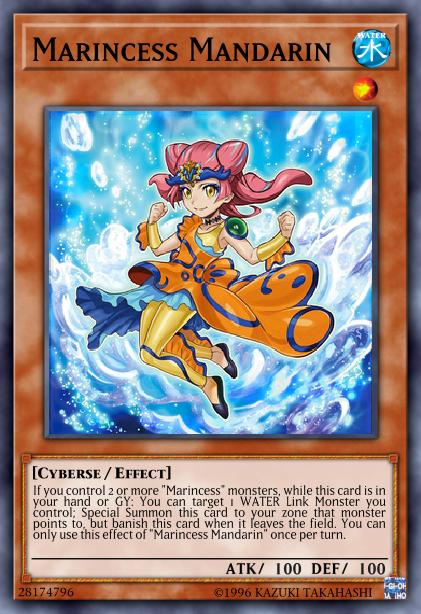 MARINCESS MANDARIN
WATER
水
[CYBERSE / EFFECT]
If you control 2 or more "Marincess" monsters, while this card is in
your hand or GY: You can target 1 WATER Link Monster you
control; Special Summon this card to your zone that monster
points to, but banish this card when it leaves the field. You can
only use this effect of "Marincess Mandarin" once per turn.
ATK/ 100 DEF/ 100
28174796
©1996 KAZUKI TAKAHASHI